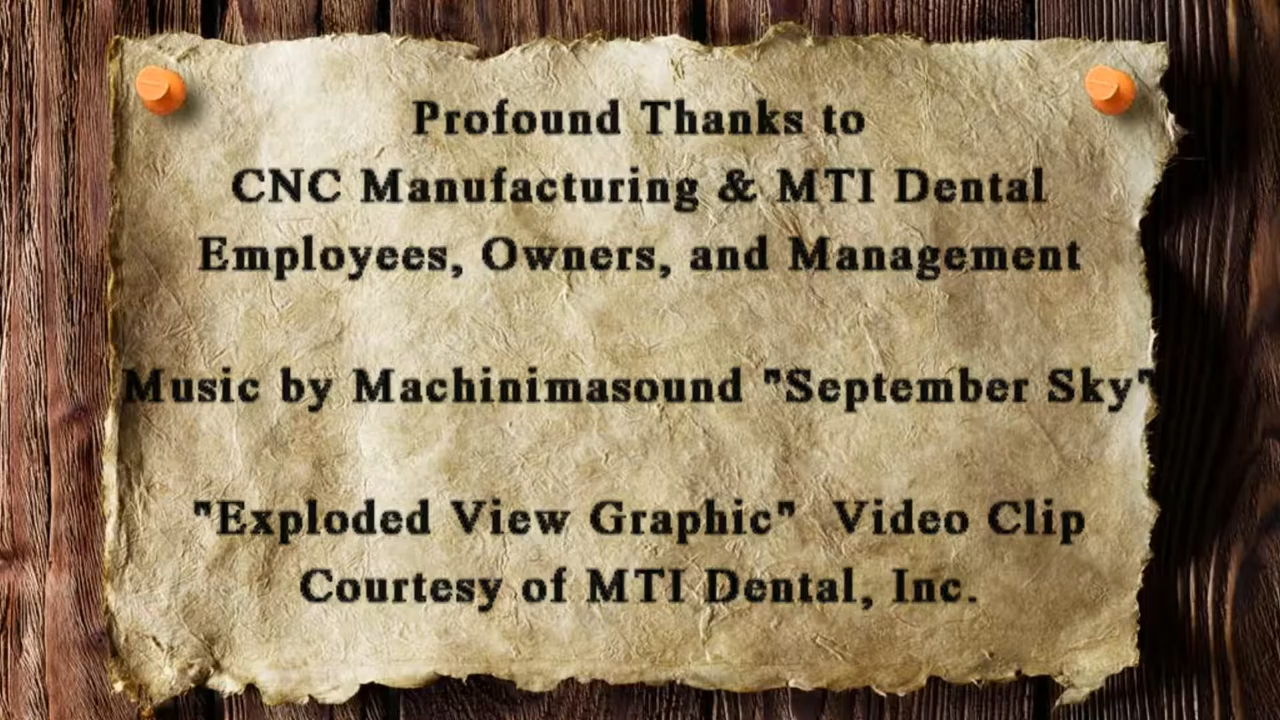 Profound Thanks to
CNC Manufacturing & MTI Dental
Employees, Owners, and Management
Music by Machinimasound "September Sky"
"Exploded View Graphic" Video Clip
Courtesy of MTI Dental, Inc.